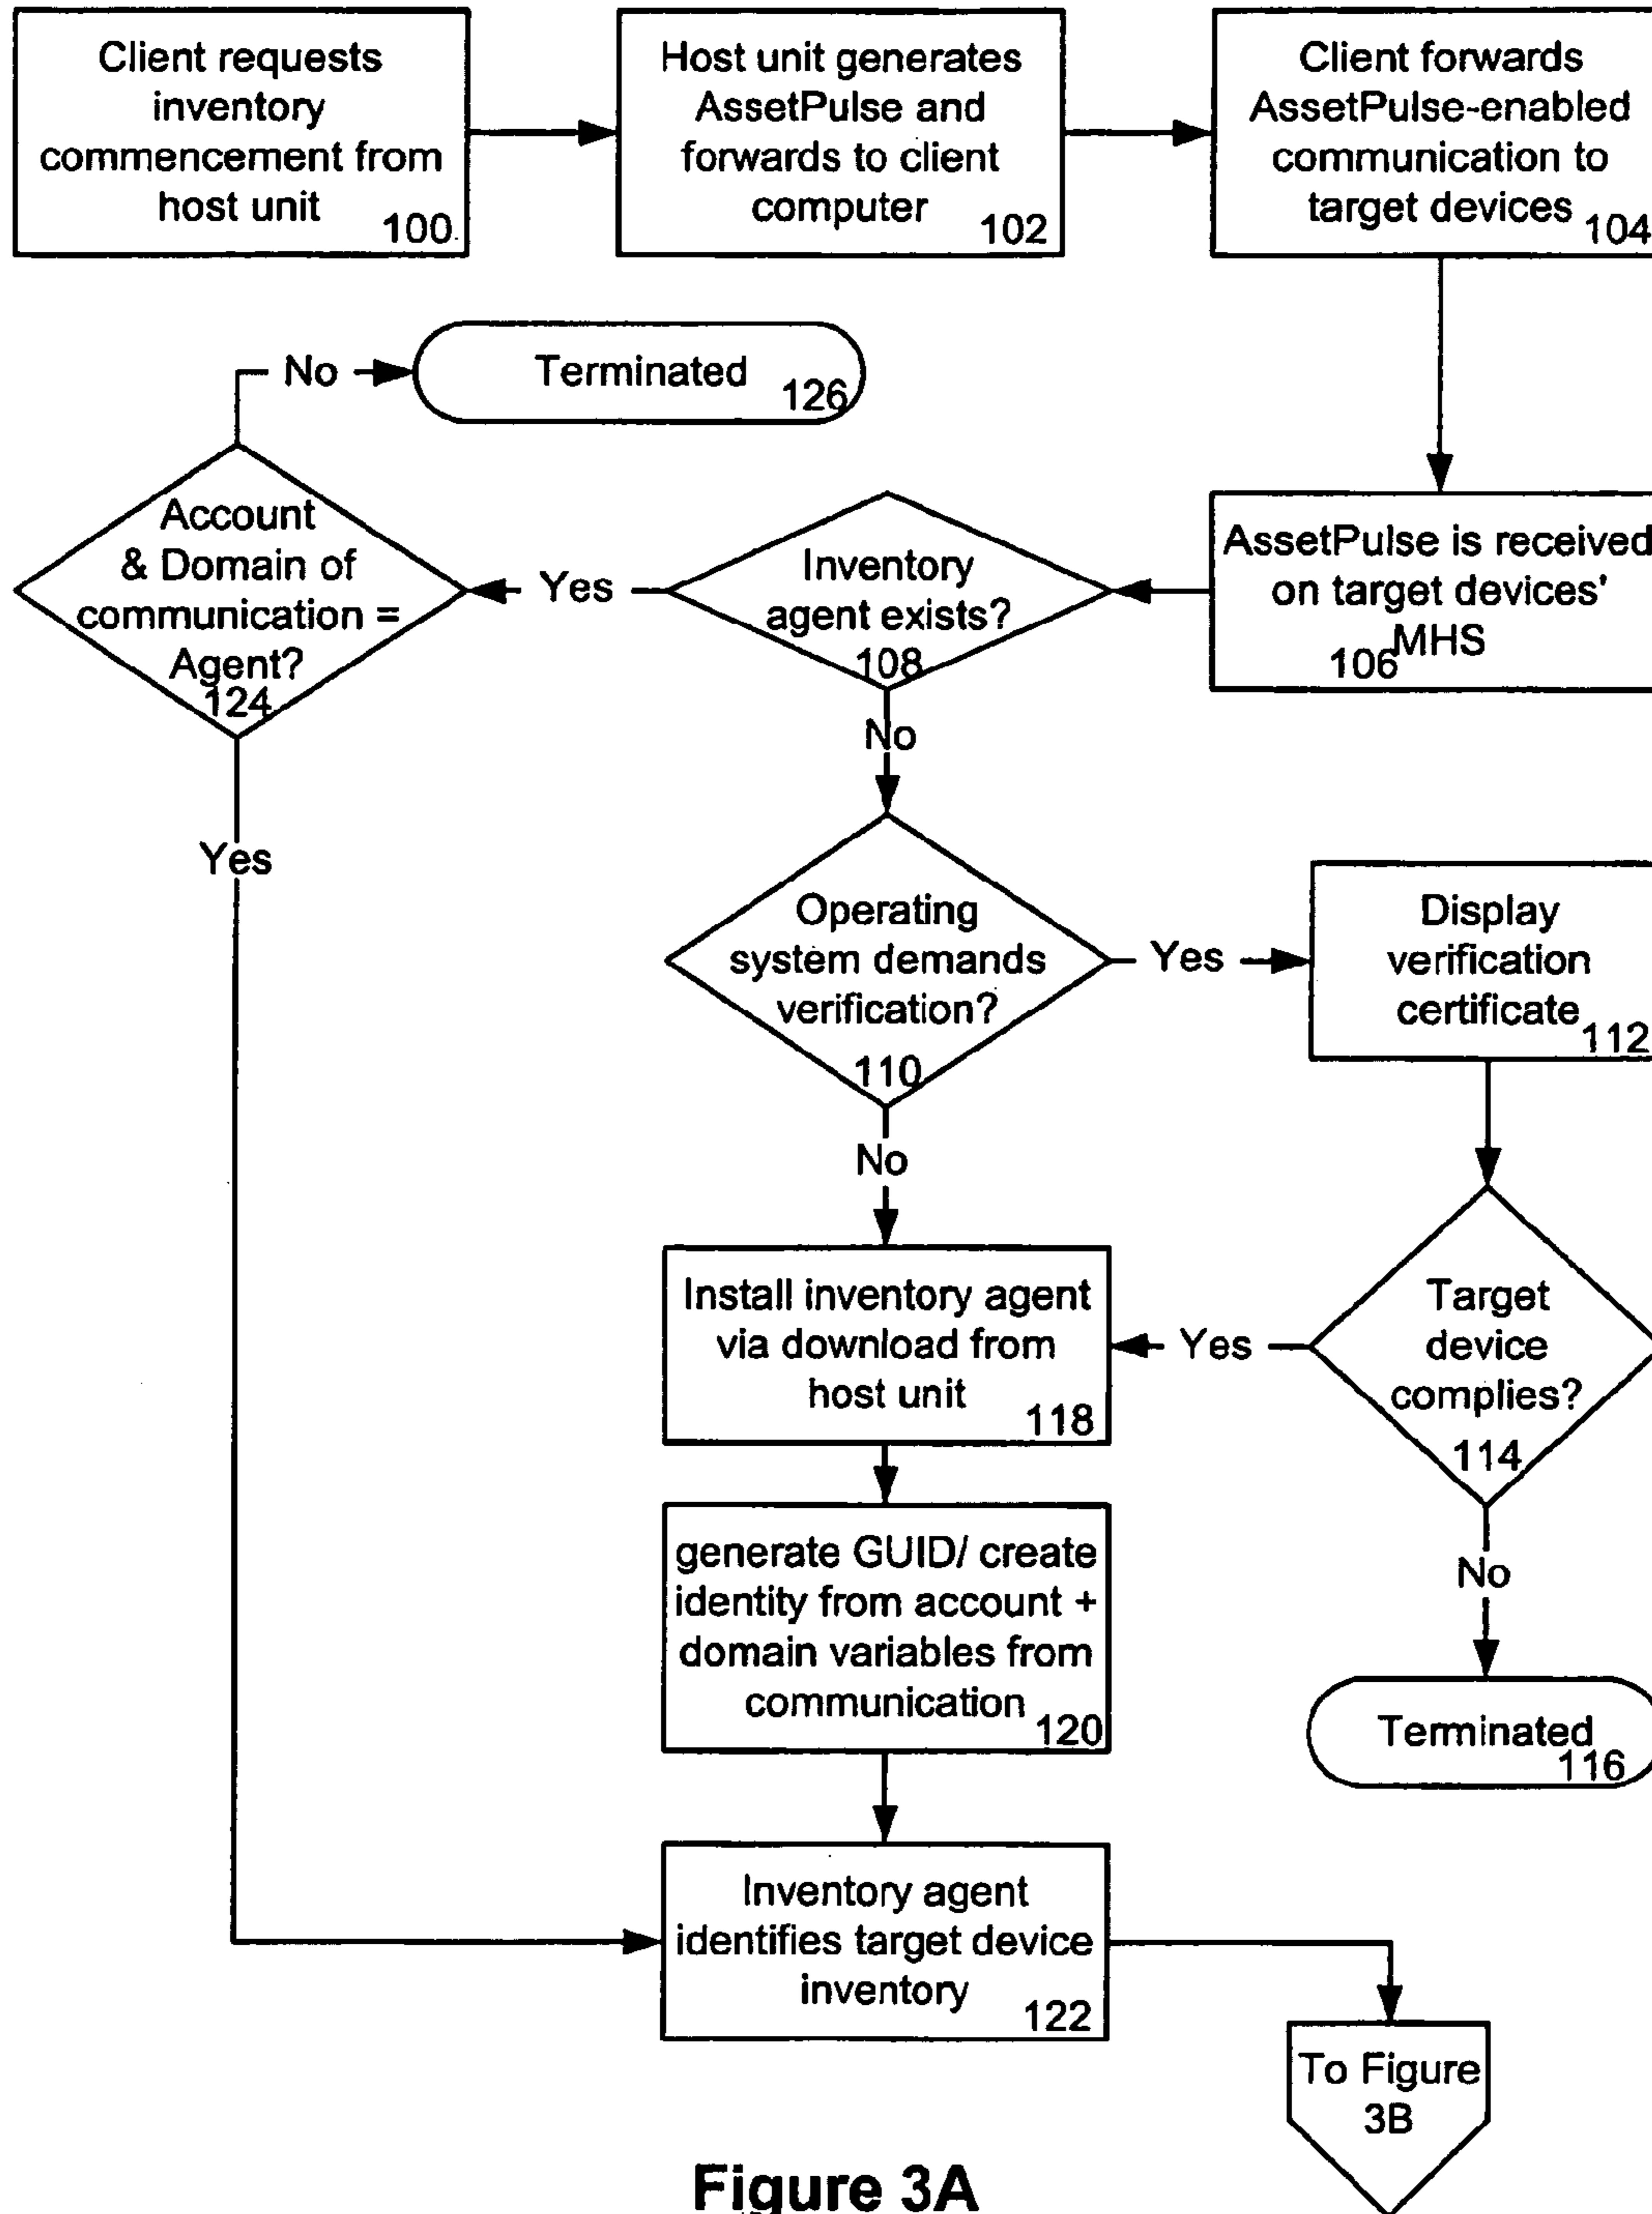 Client requests
inventory
commencement from
host unit
100
Host unit generates
AssetPulse and
forwards to client
computer
102
Client forwards
AssetPulse-enabled
communication to
target devices
104
No
Terminated
126
Account
& Domain of
communication =
Agent?
124
Yes
Inventory
agent exists?
108
AssetPulse is received
on target devices'
MHS
106
No
Yes
Operating
system demands
verification?
110
Yes
Display
verification
certificate
112
No
Install inventory agent
via download from
host unit
118
Yes
Target
device
complies?
114
No
generate GUID/ create
identity from account +
domain variables from
communication
120
Terminated
116
Inventory agent
identifies target device
inventory
122
To Figure
3B
Figure 3A